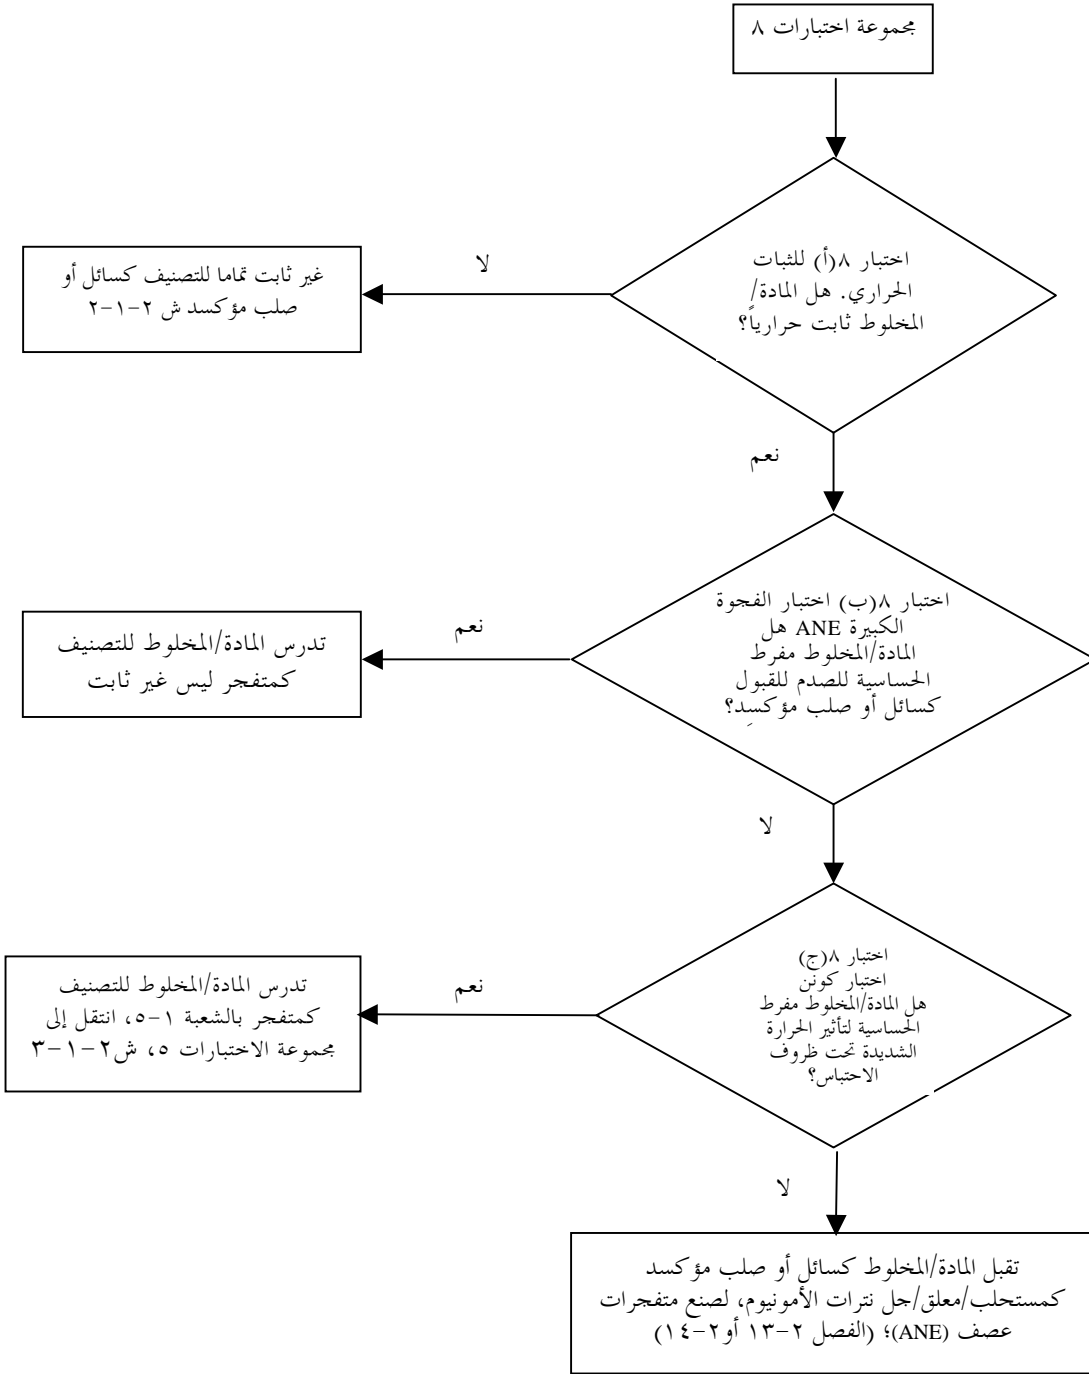 مجموعة اختبارات ٨
اختبار ٨(أ) للثبات
الحراري. هل المادة/
المخلوط ثابت حرارياً؟
لا
غير ثابت تماما للتصنيف كسائل أو
صلب مؤكسد ش ٢-١-٢
نعم
اختبار ٨(ب) اختبار الفجوة
الكبيرة ANE هل
المادة/المخلوط مفرط
الحساسية للصدم للقبول
كسائل أو صلب مؤكسِد؟
نعم
تدرس المادة/المخلوط للتصنيف
كمتفجر ليس غير ثابت
لا
اختبار ٨(ج)
اختبار كونن
هل المادة/المخلوط مفرط
الحساسية لتأثير الحرارة
الشديدة تحت ظروف
الاحتباس؟
نعم
تدرس المادة/المخلوط للتصنيف
كمتفجر بالشعبة ١-٥، انتقل إلى
مجموعة الاختبارات ٥، ش٢-١-٣
لا
تقبل المادة/المخلوط كسائل أو صلب مؤكسد
كمستحلب/معلق/جل نترات الأمونيوم، لصنع متفجرات
عصف (ANE)؛ (الفصل ٢-١٣ أو٢-١٤)